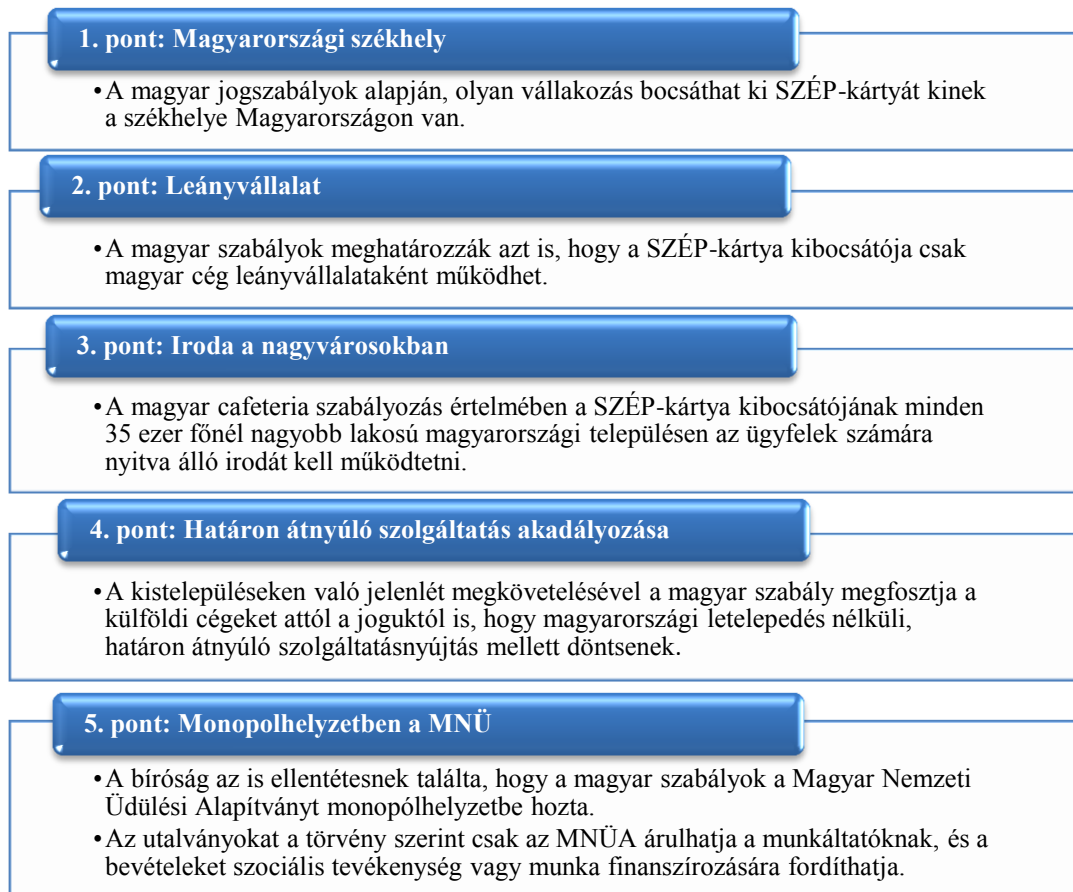 1. pont: Magyarországi székhely
•A magyar jogszabályok alapján, olyan vállakozás bocsáthat ki SZÉP-kártyát kinek
a székhelye Magyarországon van.
2. pont: Leányvállalat
•A magyar szabályok meghatározzák azt is, hogy a SZÉP-kártya kibocsátója csak
magyar cég leányvállalataként működhet.
3. pont: Iroda a nagyvárosokban
•A magyar cafeteria szabályozás értelmében a SZÉP-kártya kibocsátójának minden
35 ezer főnél nagyobb lakosú magyarországi településen az ügyfelek számára
nyitva álló irodát kell működtetni.
4. pont: Határon átnyúló szolgáltatás akadályozása
•A kistelepüléseken való jelenlét megkövetelésével a magyar szabály megfosztja a
külföldi cégeket attól a joguktól is, hogy magyarországi letelepedés nélküli,
határon átnyúló szolgáltatásnyújtás mellett döntsenek.
5. pont: Monopolhelyzetben a MNÜ
•A bíróság az is ellentétesnek találta, hogy a magyar szabályok a Magyar Nemzeti
Üdülési Alapítványt monopólhelyzetbe hozta.
•Az utalványokat a törvény szerint csak az MNÜA árulhatja a munkáltatóknak, és a
bevételeket szociális tevékenység vagy munka finanszírozására fordíthatja.